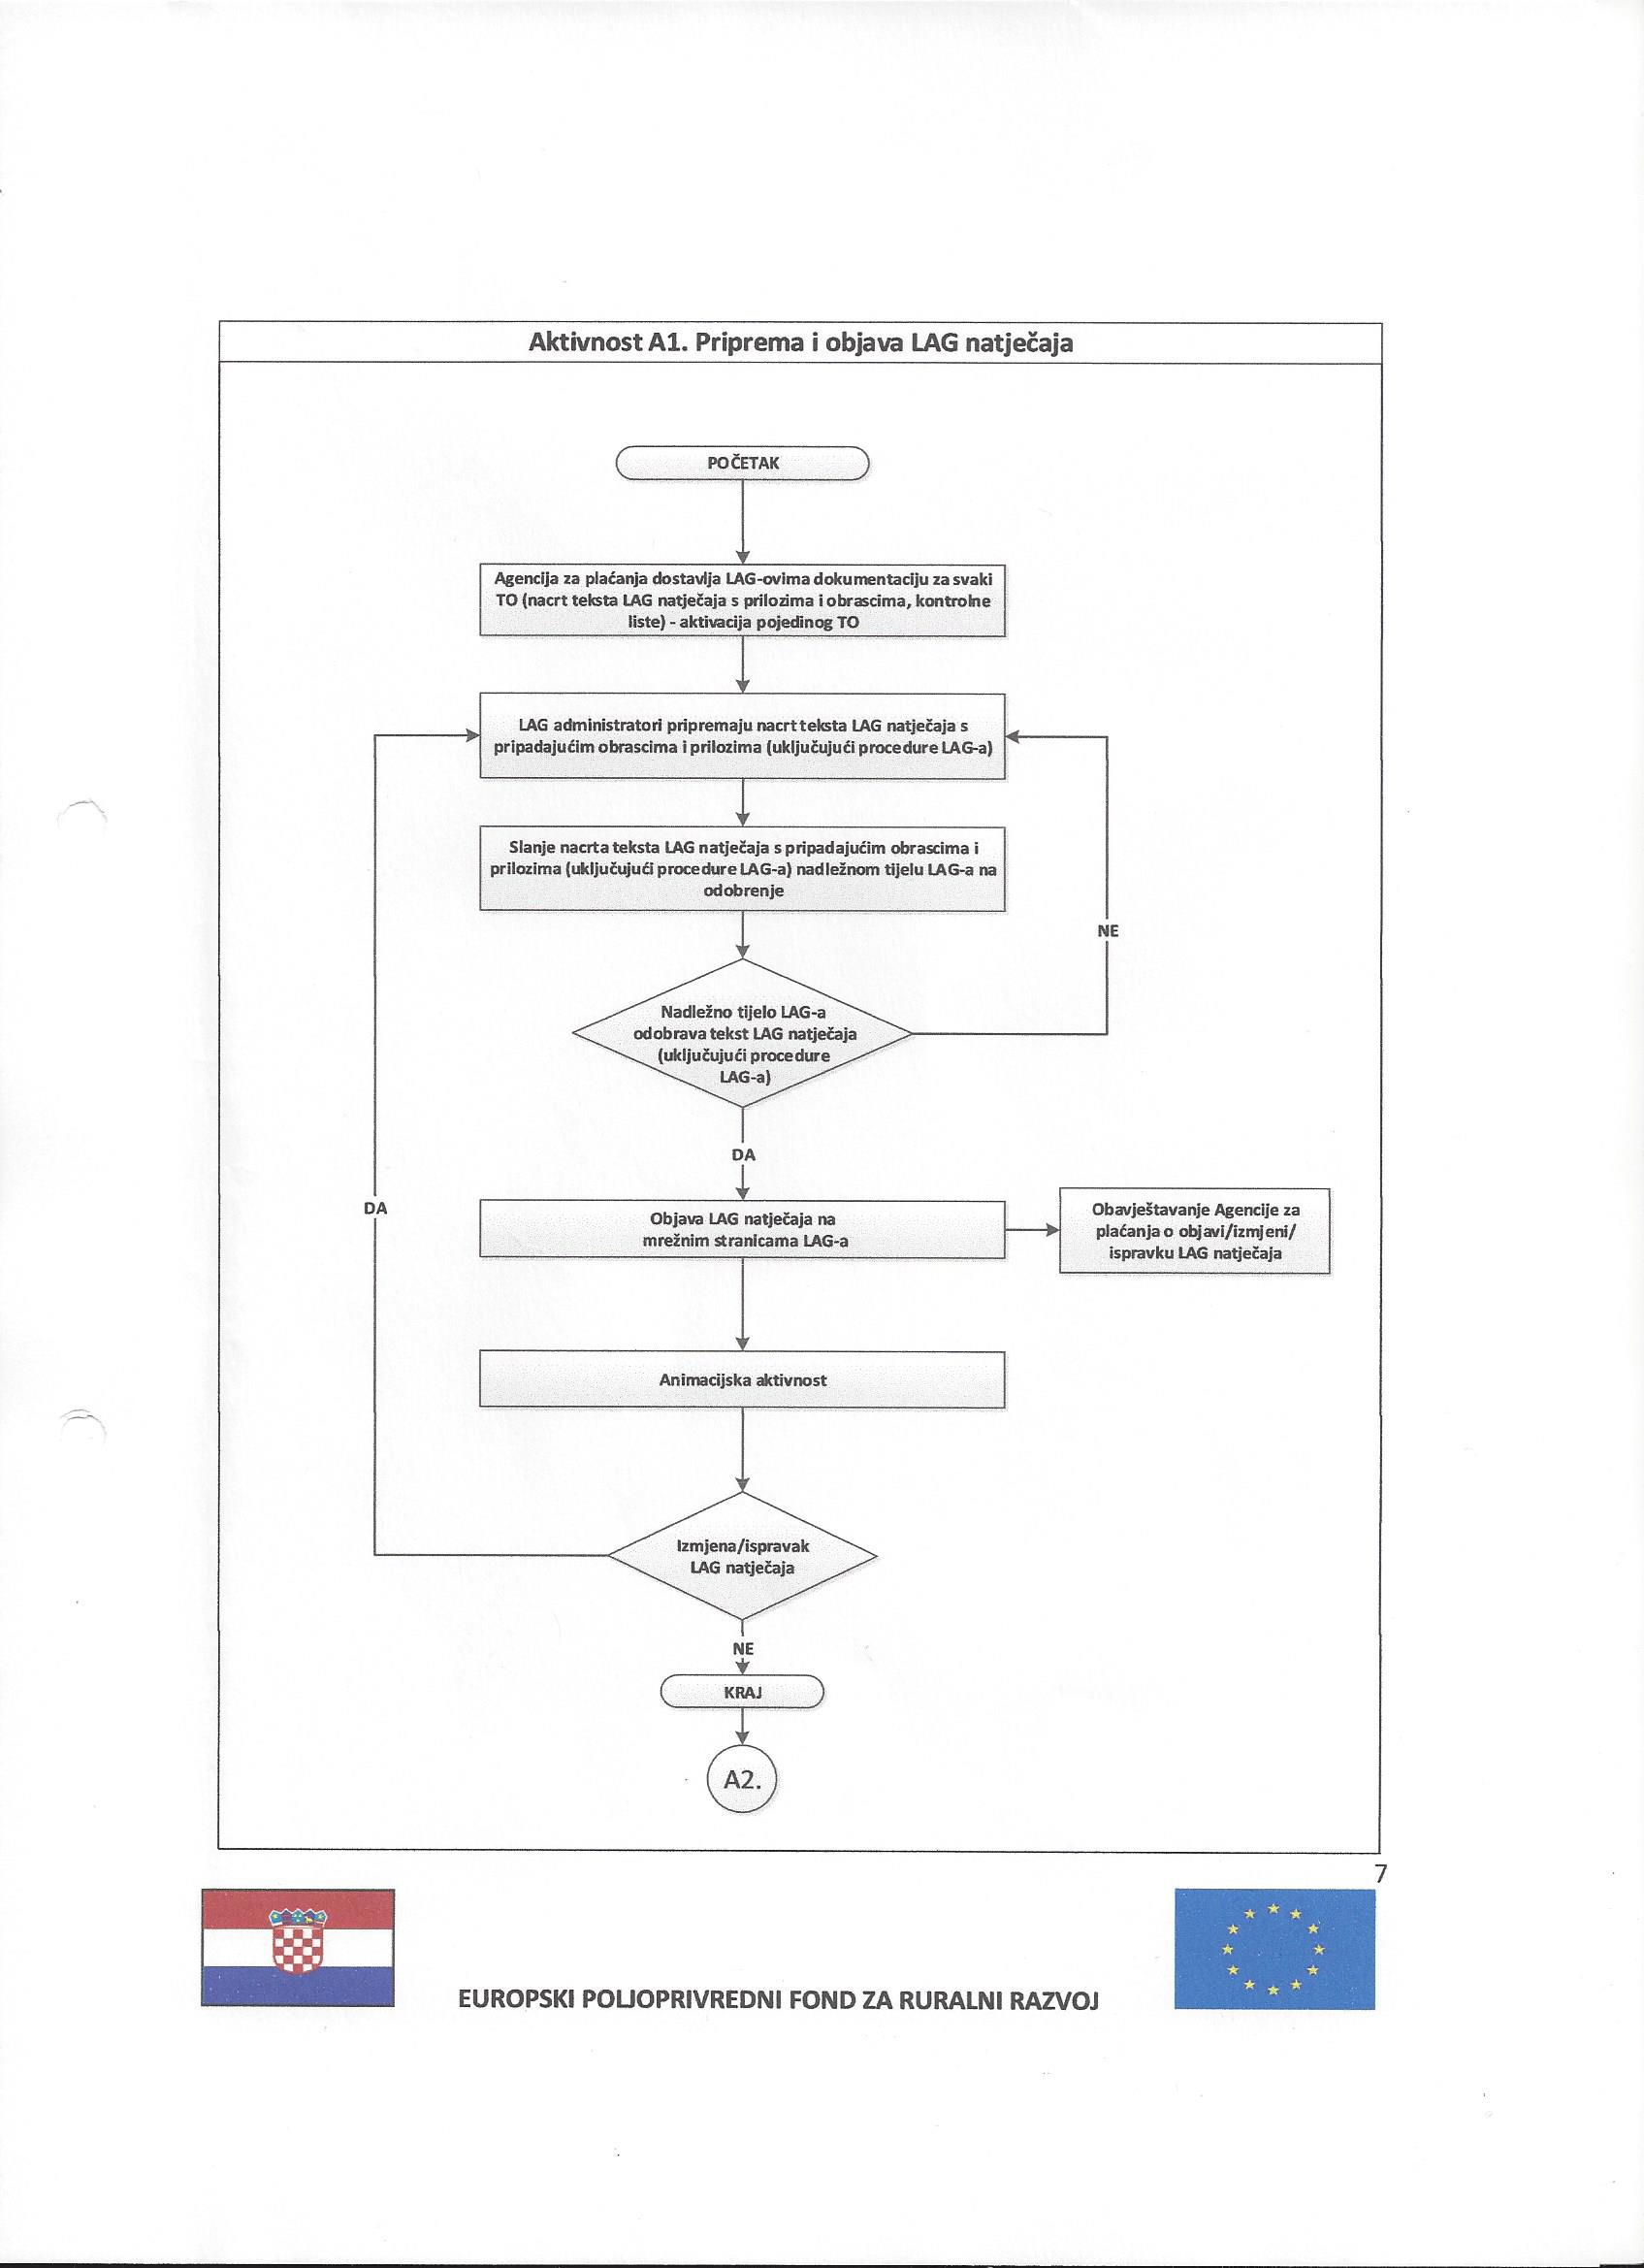 Aktivnost A1. Priprema i objava LAG natječaja
POČETAK
Agencija za plaćanja dostavlja LAG-ovima dokumentaciju za svaki
TO (nacrt teksta LAG natječaja s prilozima i obrascima, kontrolne
liste) - aktivacija pojedinog TO
LAG administratori pripremaju nacrt teksta LAG natječaja s
pripadajućim obrascima i prilozima (uključujući procedure LAG-a)
Slanje nacrta teksta LAG natječaja s pripadajućim obrascima i
prilozima (uključujući procedure LAG-a) nadležnom tijelu LAG-a na
odobrenje
NE
Nadležno tijelo LAG-a
odobrava tekst LAG natječaja
(uključujući procedure
LAG-a)
DA
DA
Objava LAG natječaja na
mrežnim stranicama LAG-a
Obavještavanje Agencije za
plaćanja o objavi/izmjeni/
ispravku LAG natječaja
Animacijska aktivnost
Izmjena/ispravak
LAG natječaja
NE
KRAJ
A2.
7
EUROPSKI POLJOPRIVREDNI FOND ZA RURALNI RAZVOJ